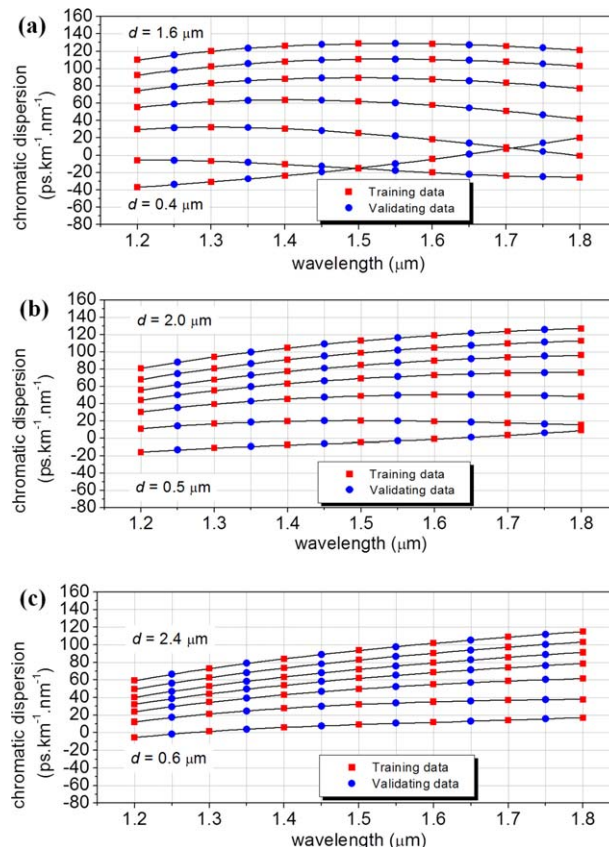 (a)
160
140
120
100
80
60
40
20
0
-20
-40
-60
-80
chromatic dispersion
(ps.km⁻¹.nm⁻¹)
d = 1.6 μm
d = 0.4 μm
Training data
Validating data
1.2 1.3 1.4 1.5 1.6 1.7 1.8
wavelength (μm)
(b)
160
140
120
100
80
60
40
20
0
-20
-40
-60
-80
chromatic dispersion
(ps.km⁻¹.nm⁻¹)
d = 2.0 μm
d = 0.5 μm
Training data
Validating data
1.2 1.3 1.4 1.5 1.6 1.7 1.8
wavelength (μm)
(c)
160
140
120
100
80
60
40
20
0
-20
-40
-60
-80
chromatic dispersion
(ps.km⁻¹.nm⁻¹)
d = 2.4 μm
d = 0.6 μm
Training data
Validating data
1.2 1.3 1.4 1.5 1.6 1.7 1.8
wavelength (μm)